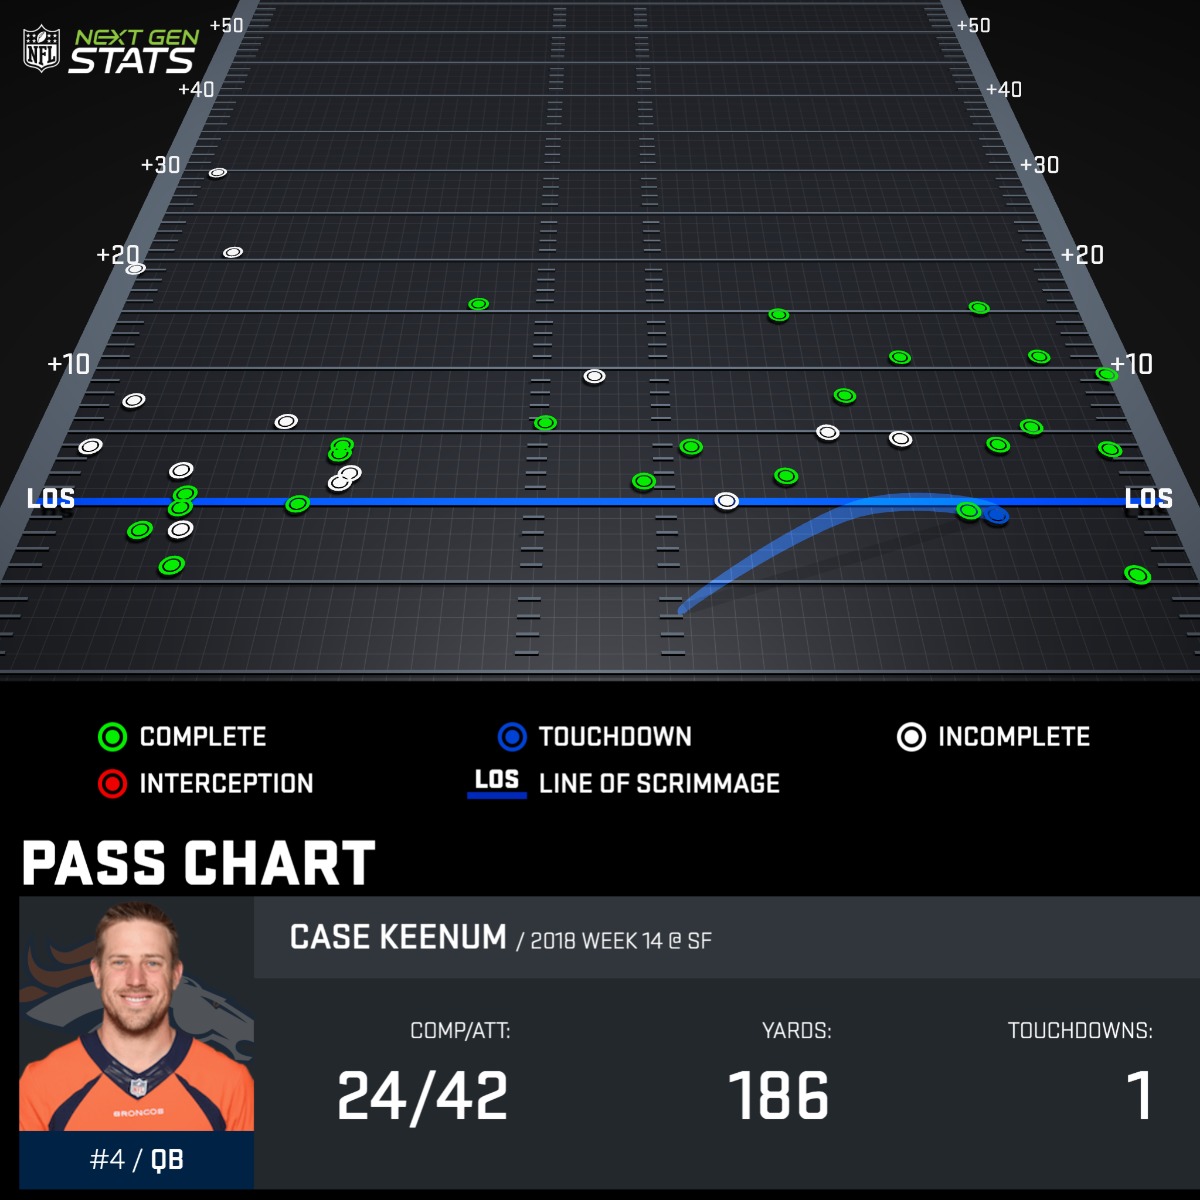 +50 +50
NFL NEXT GEN
STATS
+40 +40
+30 +30
+20 +20
+10 +10
LOS LOS
COMPLETE TOUCHDOWN INCOMPLETE
INTERCEPTION LOS LINE OF SCRIMMAGE
PASS CHART
CASE KEENUM / 2018 WEEK 14 @ SF
COMP/ATT: YARDS: TOUCHDOWNS:
24/42 186 1
BRONCOS
#4 / QB